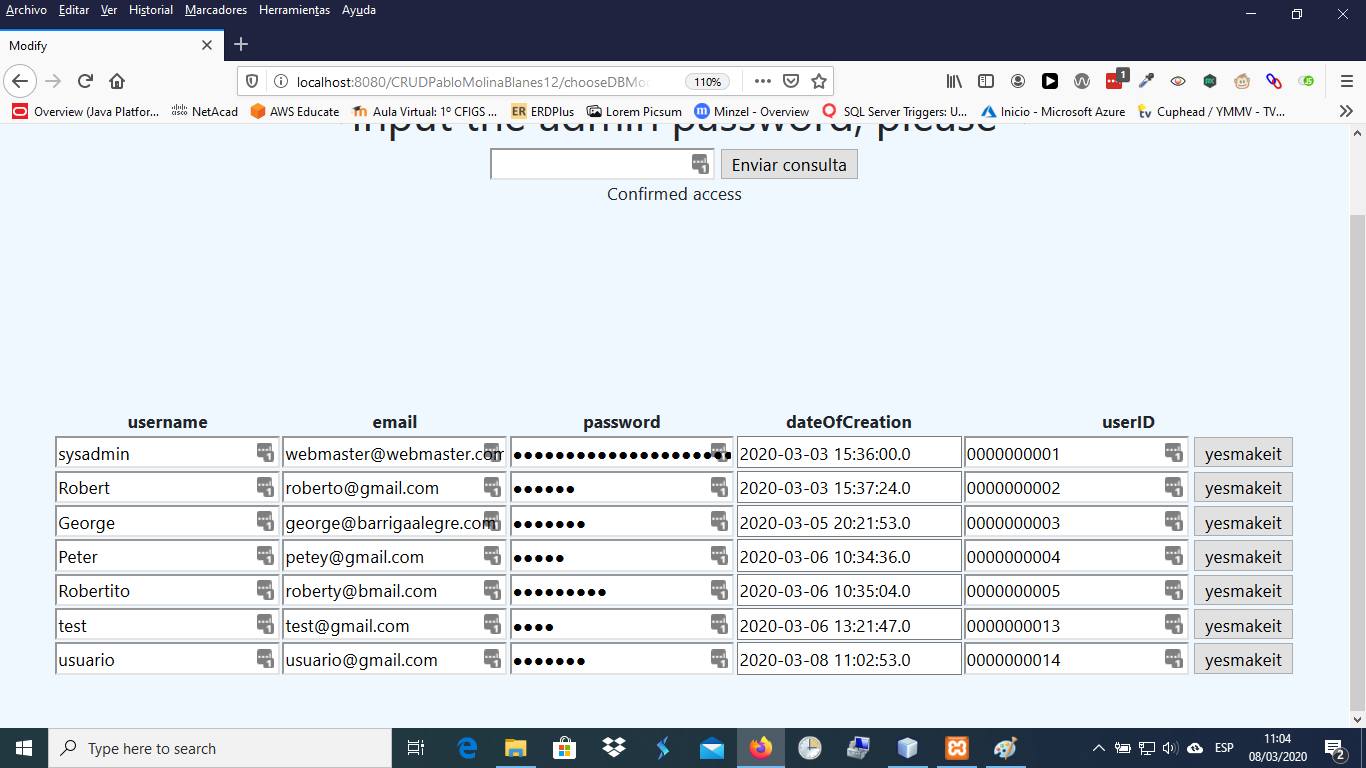 Archivo Editar Ver Historial Marcadores Herramientas Ayuda
Modify
localhost:8080/CRUDPabloMolinaBlanes12/chooseDBMo 110% 1
Overview (Java Platfor... NetAcad AWS Educate Aula Virtual: 1º CFIGS ... ERDPlus Lorem Picsum Minzel - Overview SQL Server Triggers: U... Inicio - Microsoft Azure Cuphead / YMMV - TV...
Input the admin password, please
Enviar consulta
Confirmed access
username email password dateOfCreation userID
sysadmin webmaster@webmaster.com 2020-03-03 15:36:00.0 0000000001 yesmakeit
Robert roberto@gmail.com 2020-03-03 15:37:24.0 0000000002 yesmakeit
George george@barrigaalegre.com 2020-03-05 20:21:53.0 0000000003 yesmakeit
Peter petey@gmail.com 2020-03-06 10:34:36.0 0000000004 yesmakeit
Robertito roberty@bmail.com 2020-03-06 10:35:04.0 0000000005 yesmakeit
test test@gmail.com 2020-03-06 13:21:47.0 0000000013 yesmakeit
usuario usuario@gmail.com 2020-03-08 11:02:53.0 0000000014 yesmakeit
Type here to search ESP 11:04
08/03/2020 2